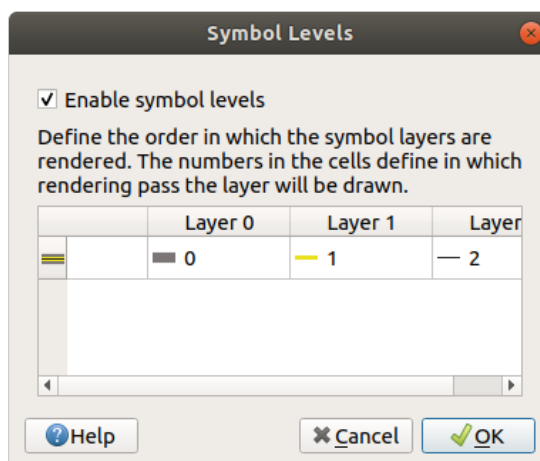 Symbol Levels
Enable symbol levels
Define the order in which the symbol layers are
rendered. The numbers in the cells define in which
rendering pass the layer will be drawn.
Layer 0 Layer 1 Layer
0 1 2
Help Cancel OK